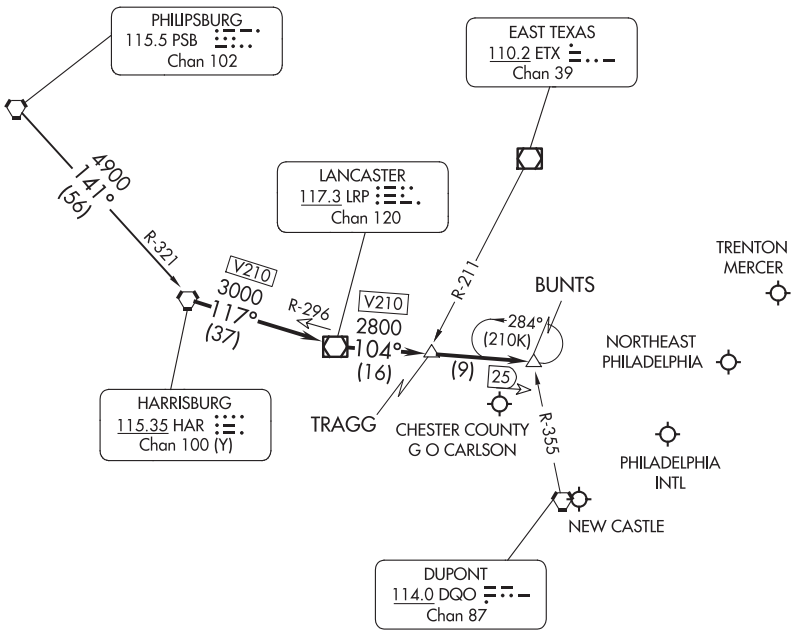 PHILIPSBURG
115.5 PSB
Chan 102
EAST TEXAS
110.2 ETX
Chan 39
4900
141°
(56)
R-321
LANCASTER
117.3 LRP
Chan 120
V210
3000
117°
(37)
R-296
V210
2800
104°
(16)
R-211
BUNTS
284°
(210K)
(9)
25
TRENTON
MERCER
NORTHEAST
PHILADELPHIA
HARRISBURG
115.35 HAR
Chan 100 (Y)
TRAGG
CHESTER COUNTY
G O CARLSON
R-355
PHILADELPHIA
INTL
NEW CASTLE
DUPONT
114.0 DQO
Chan 87